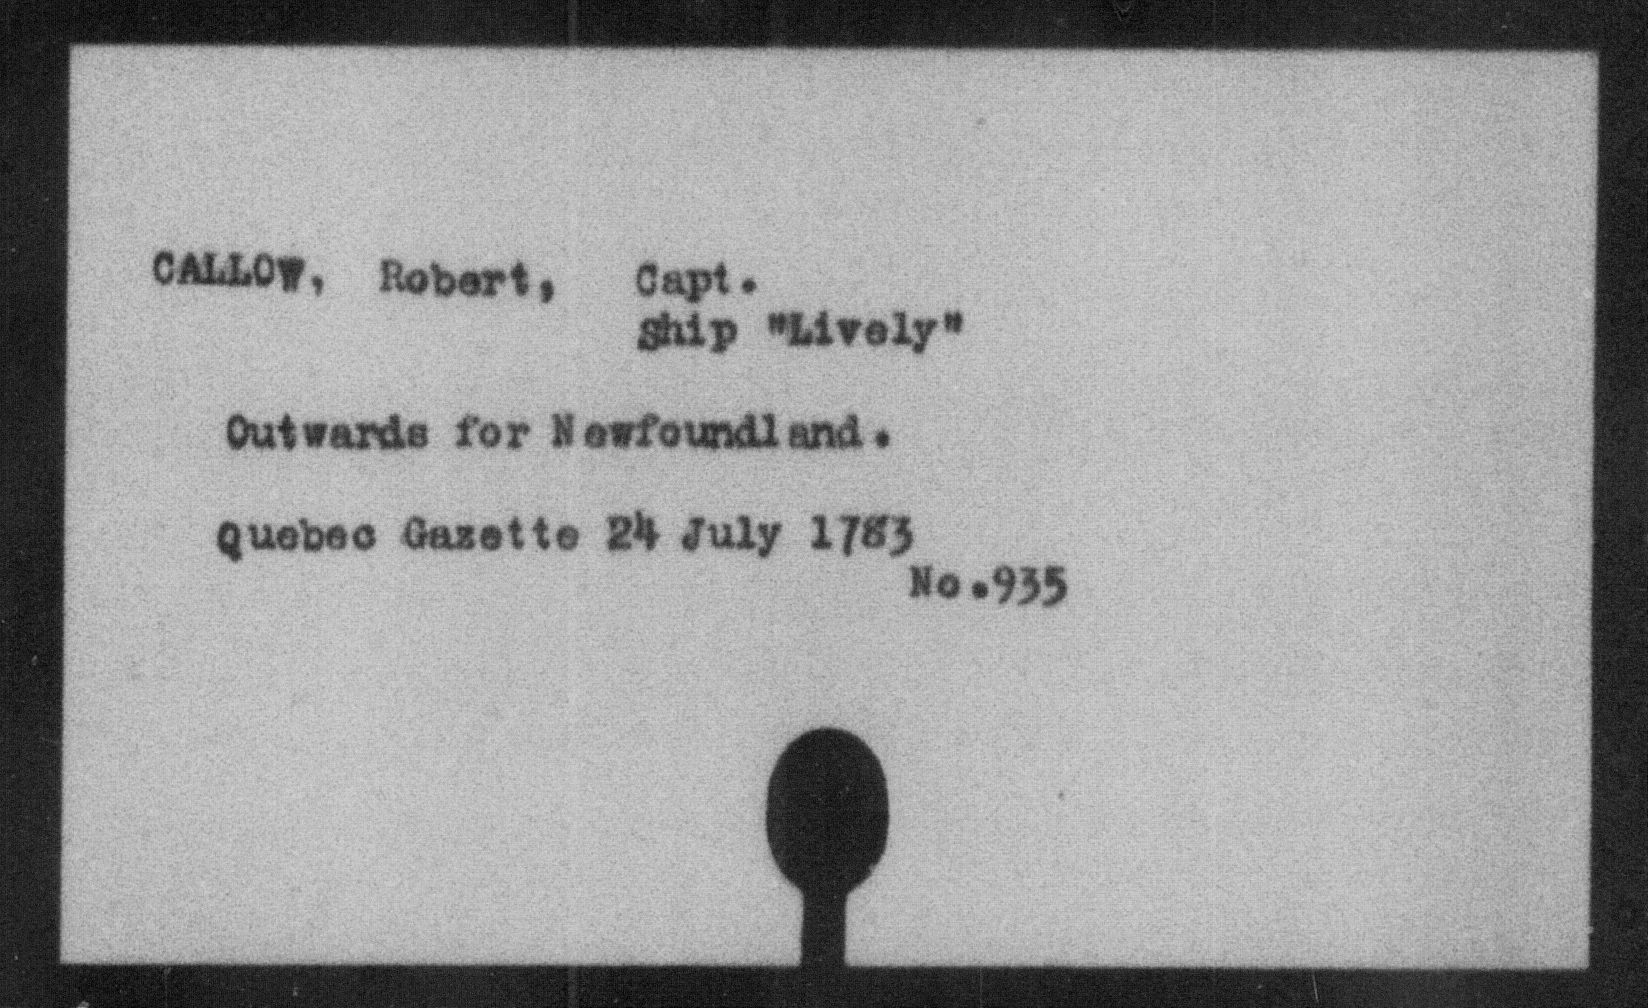 CALLOW, Robert, Capt.
Ship "Lively"
Outwards for Newfoundland.
Quebec Gazette 24 July 1783
No.935